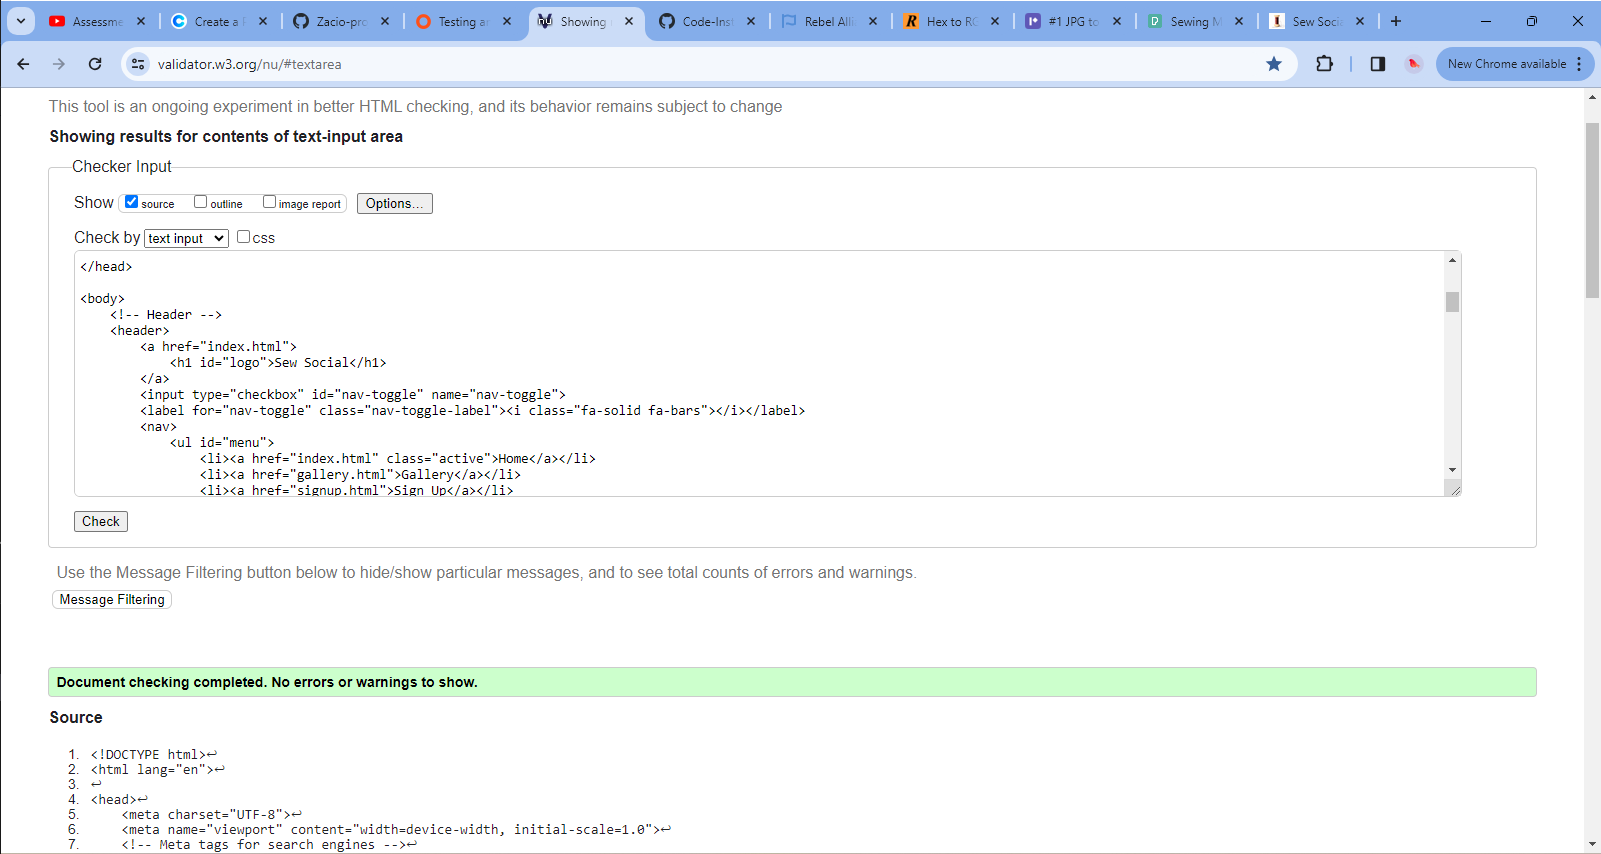 Assessme
Create a
Zacio-pro
Testing an
Showing
Code-Inst
Rebel Alli
Hex to RG
#1 JPG to
Sewing M
Sew Soci
validator.w3.org/nu/#textarea
New Chrome available
This tool is an ongoing experiment in better HTML checking, and its behavior remains subject to change
Showing results for contents of text-input area
Checker Input
Show source outline image report Options...
Check by text input css
</head>
<body>
<!-- Header -->
<header>
<a href="index.html">
<h1 id="logo">Sew Social</h1>
</a>
<input type="checkbox" id="nav-toggle" name="nav-toggle">
<label for="nav-toggle" class="nav-toggle-label"><i class="fa-solid fa-bars"></i></label>
<nav>
<ul id="menu">
<li><a href="index.html" class="active">Home</a></li>
<li><a href="gallery.html">Gallery</a></li>
<li><a href="signup.html">Sign Up</a></li>
Check
Use the Message Filtering button below to hide/show particular messages, and to see total counts of errors and warnings.
Message Filtering
Document checking completed. No errors or warnings to show.
Source
1. <!DOCTYPE html>↩
2. <html lang="en">↩
3. ↩
4. <head>↩
5. <meta charset="UTF-8">↩
6. <meta name="viewport" content="width=device-width, initial-scale=1.0">↩
7. <!-- Meta tags for search engines -->↩